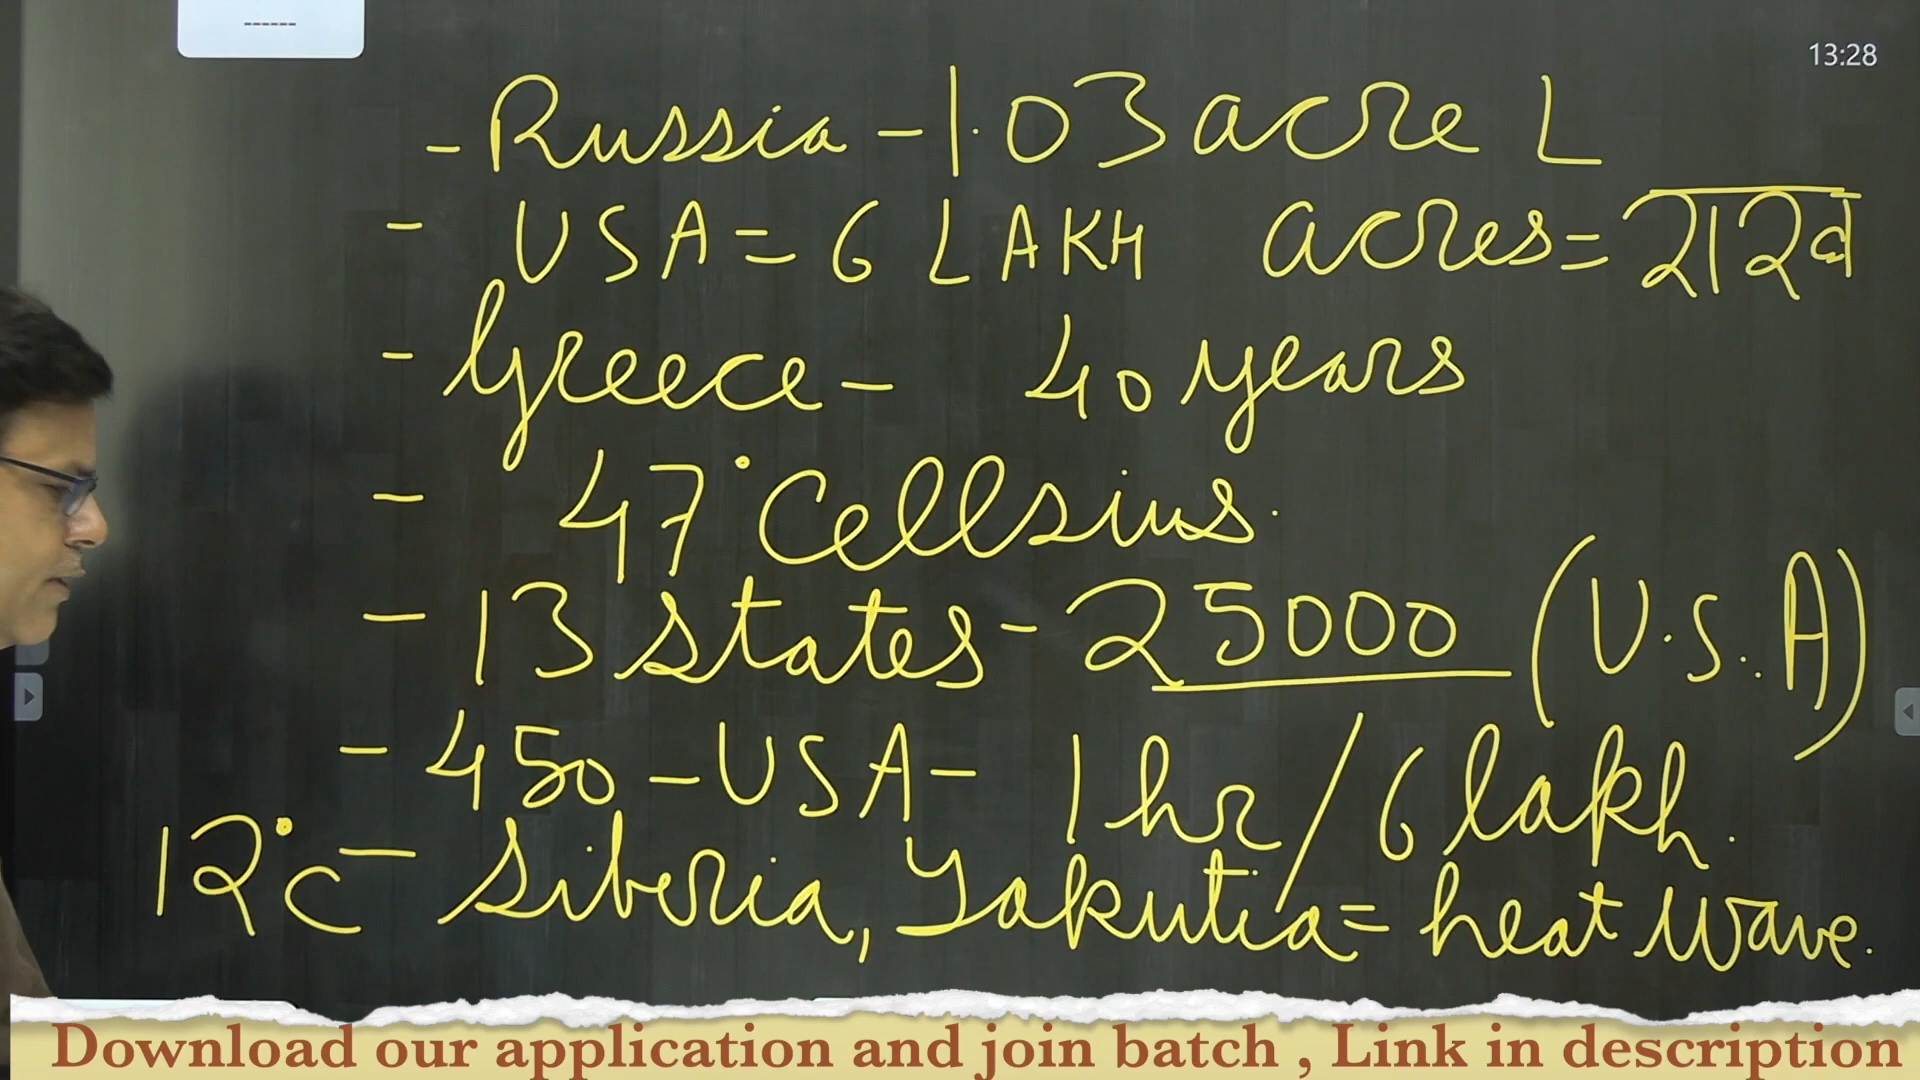 ------
13:28
- Russia - 1.03 acre L
- USA = 6 LAKH acres =
- Greece - 40 years
- 47° Cellsius.
- 13 states - 25000 (U.S.A)
- 450 - USA - 1 hr / 6 lakh.
12°C - Siberia, Yakutia = heat wave.
Download our application and join batch , Link in description